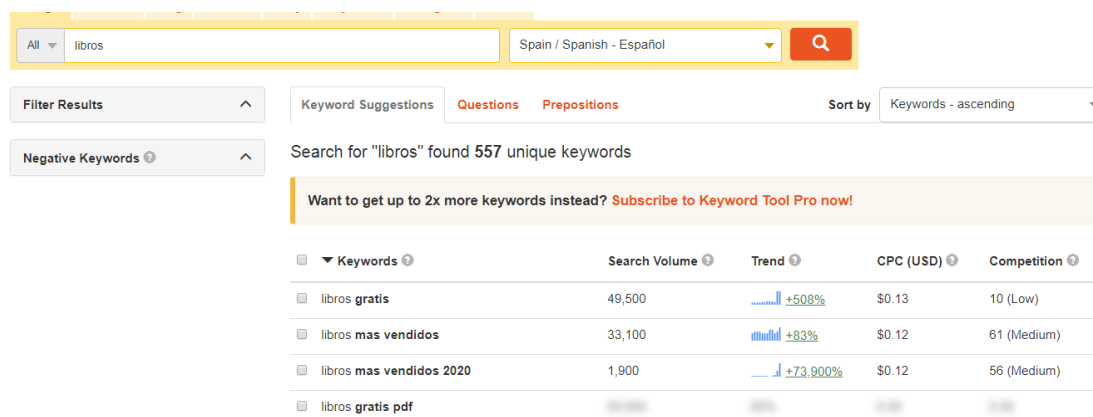 All libros Spain / Spanish - Español
Filter Results
Negative Keywords
Keyword Suggestions Questions Prepositions Sort by Keywords - ascending
Search for "libros" found 557 unique keywords
Want to get up to 2x more keywords instead? Subscribe to Keyword Tool Pro now!
Keywords Search Volume Trend CPC (USD) Competition
libros gratis 49,500 +508% $0.13 10 (Low)
libros mas vendidos 33,100 +83% $0.12 61 (Medium)
libros mas vendidos 2020 1,900 +73,900% $0.12 56 (Medium)
libros gratis pdf